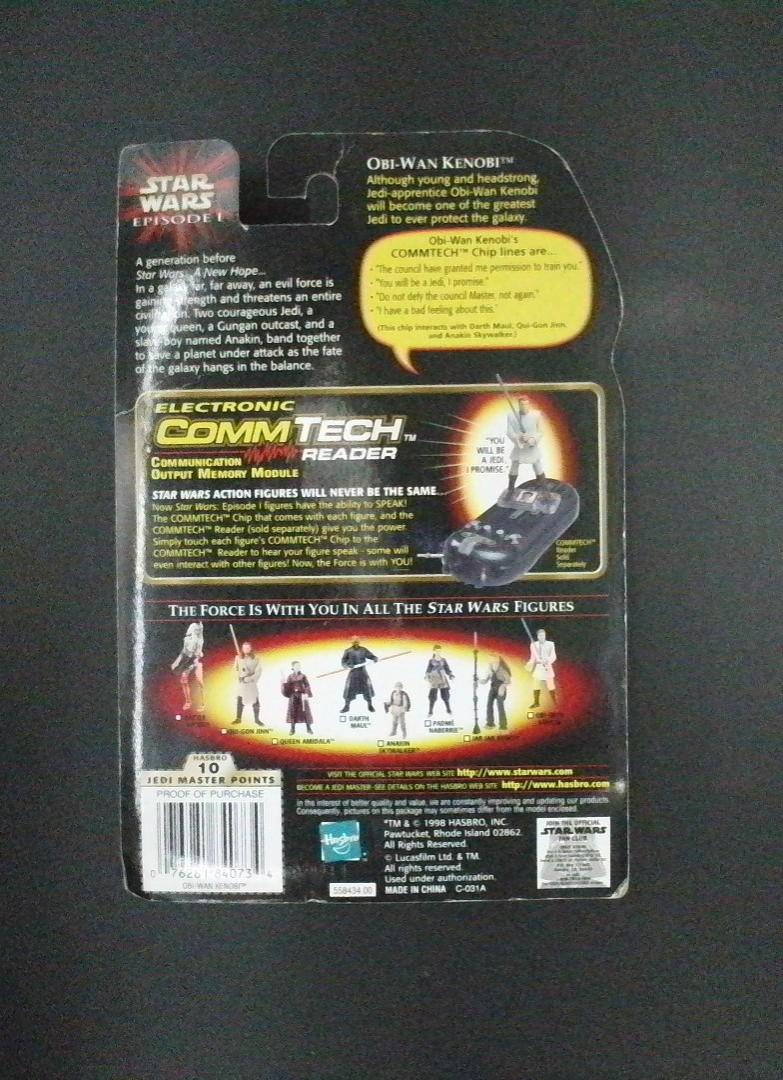 STAR
WARS
EPISODE I
OBI-WAN KENOBI™
Although young and headstrong,
Jedi-apprentice Obi-Wan Kenobi
will become one of the greatest
Jedi to ever protect the galaxy.
Obi-Wan Kenobi's
COMMTECH™ Chip lines are...
• "The council have granted me permission to train you."
• "You will be a Jedi, I promise."
• "Do not defy the council Master, not again."
• "I have a bad feeling about this."
(This chip interacts with Darth Maul, Qui-Gon Jinn,
and Anakin Skywalker.)
A generation before
Star Wars: A New Hope...
In a galaxy far, far away, an evil force is
gaining strength and threatens an entire
civilization. Two courageous Jedi, a
young queen, a Gungan outcast, and a
slave boy named Anakin, band together
to save a planet under attack as the fate
of the galaxy hangs in the balance.
ELECTRONIC
COMMTECH™
READER
COMMUNICATION
OUTPUT MEMORY MODULE
STAR WARS ACTION FIGURES WILL NEVER BE THE SAME...
Now Star Wars: Episode I figures have the ability to SPEAK!
The COMMTECH™ Chip that comes with each figure, and the
COMMTECH™ Reader (sold separately) give you the power.
Simply touch each figure's COMMTECH™ Chip to the
COMMTECH™ Reader to hear your figure speak - some will
even interact with other figures! Now, the Force is with YOU!
"YOU
WILL BE
A JEDI,
I PROMISE."
COMMTECH™
Reader
Sold
Separately
THE FORCE IS WITH YOU IN ALL THE STAR WARS FIGURES
QUI-GON JINN™
QUEEN AMIDALA™
DARTH
MAUL™
ANAKIN
SKYWALKER™
PADMÉ
NABERRIE™
JAR JAR BINKS™
OBI-WAN
KENOBI™
HASBRO
10
JEDI MASTER POINTS
PROOF OF PURCHASE
0 76281 84073 4
OBI-WAN KENOBI™
VISIT THE OFFICIAL STAR WARS WEB SITE http://www.starwars.com
BECOME A JEDI MASTER-SEE DETAILS ON THE HASBRO WEB SITE http://www.hasbro.com
In the interest of better quality and value, we are constantly improving and updating our products.
Consequently, pictures on this package may sometimes differ from the model enclosed.
Hasbro
®*TM & © 1998 HASBRO, INC.
Pawtucket, Rhode Island 02862.
All Rights Reserved.
© Lucasfilm Ltd. & TM.
All rights reserved.
Used under authorization.
558434.00
MADE IN CHINA C-031A
JOIN THE OFFICIAL
STAR WARS
FAN CLUB